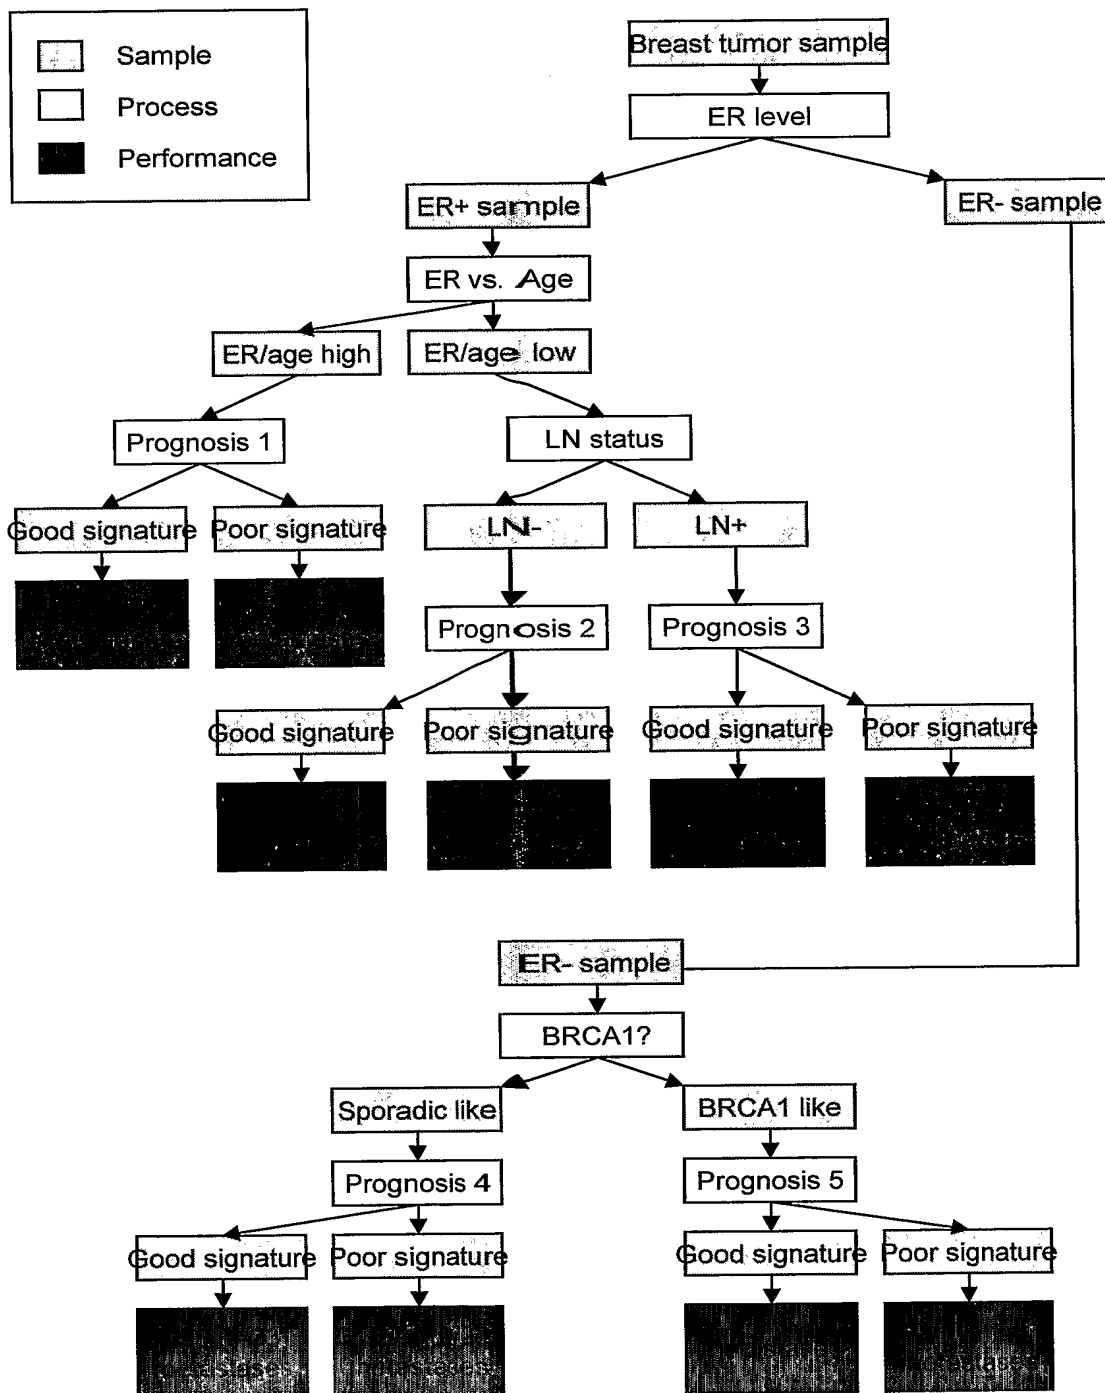 Sample
Process
Performance
Breast tumor sample
ER level
ER+ sample
ER- sample
ER vs. Age
ER/age high
ER/age low
Prognosis 1
LN status
Good signature
Poor signature
LN-
LN+
Prognosis 2
Prognosis 3
Good signature
Poor signature
Good signature
Poor signature
ER- sample
BRCA1?
Sporadic like
BRCA1 like
Prognosis 4
Prognosis 5
Good signature
Poor signature
Good signature
Poor signature